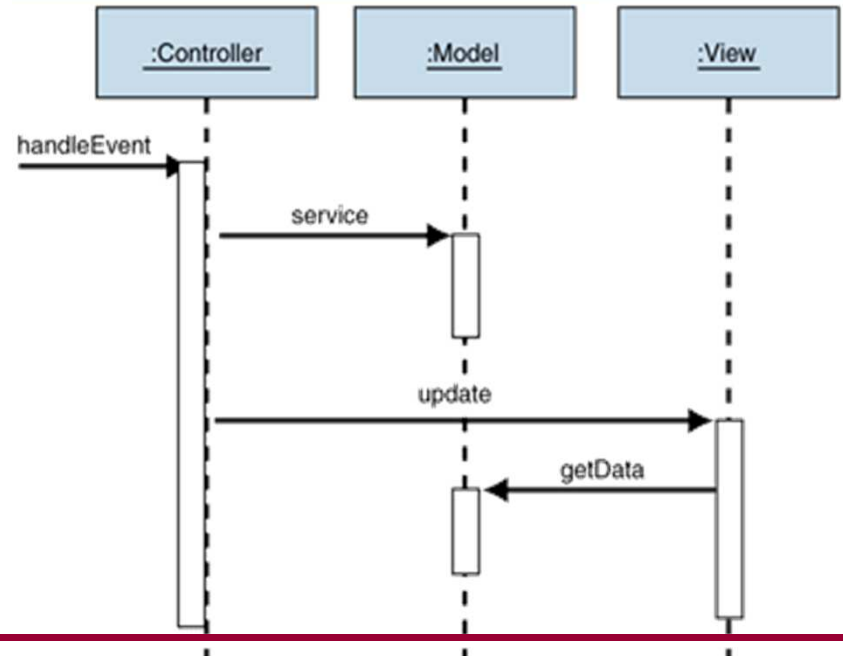 :Controller
:Model
:View
handleEvent
service
update
getData